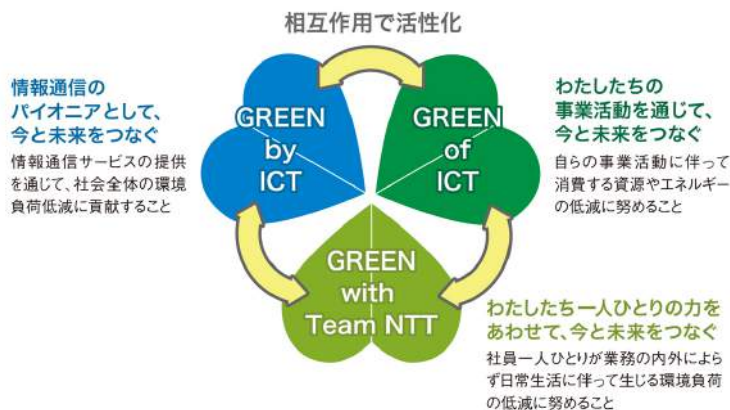 相互作用で活性化
情報通信の
パイオニアとして、
今と未来をつなぐ
情報通信サービスの提供
を通じて、社会全体の環境
負荷低減に貢献すること
GREEN
by
ICT
GREEN
of
ICT
わたしたちの
事業活動を通じて、
今と未来をつなぐ
自らの事業活動に伴って
消費する資源やエネルギー
の低減に努めること
GREEN
with
Team NTT
わたしたち一人ひとりの力を
あわせて、今と未来をつなぐ
社員一人ひとりが業務の内外によら
ず日常生活に伴って生じる環境負荷
の低減に努めること